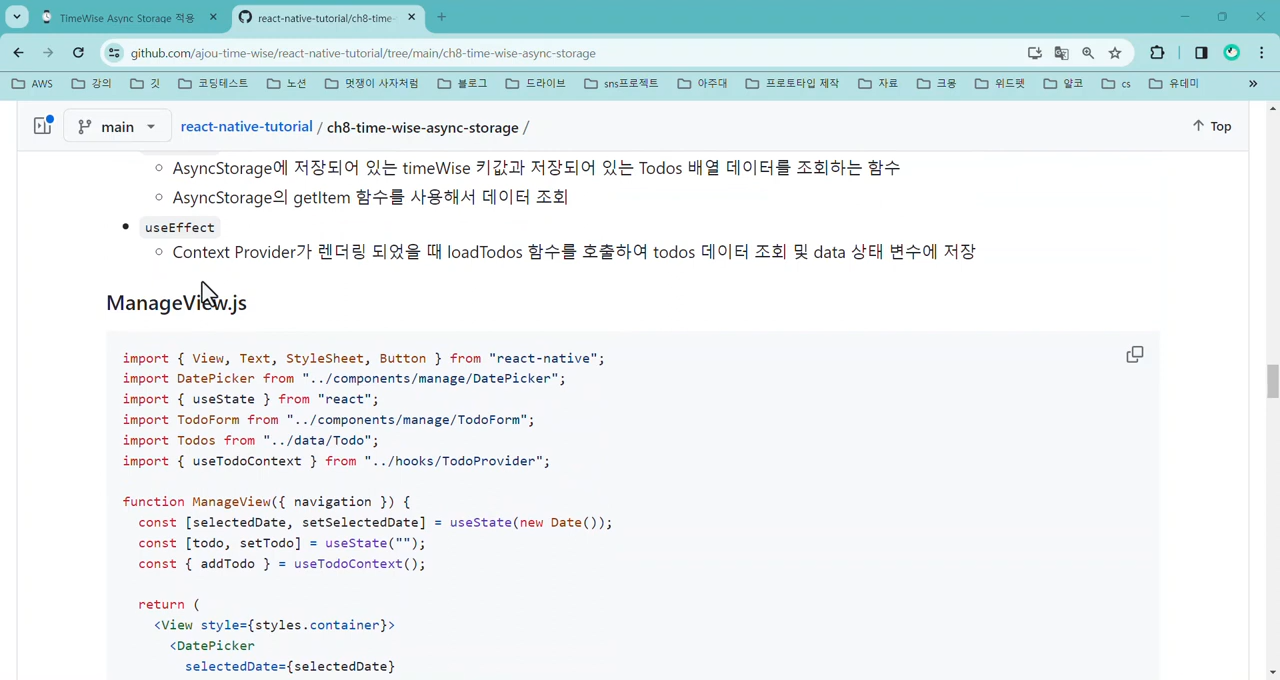 TimeWise Async Storage 적용
react-native-tutorial/ch8-time-
github.com/ajou-time-wise/react-native-tutorial/tree/main/ch8-time-wise-async-storage
AWS 강의 깃 코딩테스트 노션 멋쟁이 사자처럼 블로그 드라이브 sns프로젝트 아주대 프로토타입 제작 자료 크몽 위드펫 알코 cs 유데미 »
main react-native-tutorial / ch8-time-wise-async-storage / Top
AsyncStorage에 저장되어 있는 timeWise 키값과 저장되어 있는 Todos 배열 데이터를 조회하는 함수
AsyncStorage의 getItem 함수를 사용해서 데이터 조회
useEffect
Context Provider가 렌더링 되었을 때 loadTodos 함수를 호출하여 todos 데이터 조회 및 data 상태 변수에 저장
ManageView.js
import { View, Text, StyleSheet, Button } from "react-native";
import DatePicker from "../components/manage/DatePicker";
import { useState } from "react";
import TodoForm from "../components/manage/TodoForm";
import Todos from "../data/Todo";
import { useTodoContext } from "../hooks/TodoProvider";
function ManageView({ navigation }) {
const [selectedDate, setSelectedDate] = useState(new Date());
const [todo, setTodo] = useState("");
const { addTodo } = useTodoContext();
return (
<View style={styles.container}>
<DatePicker
selectedDate={selectedDate}